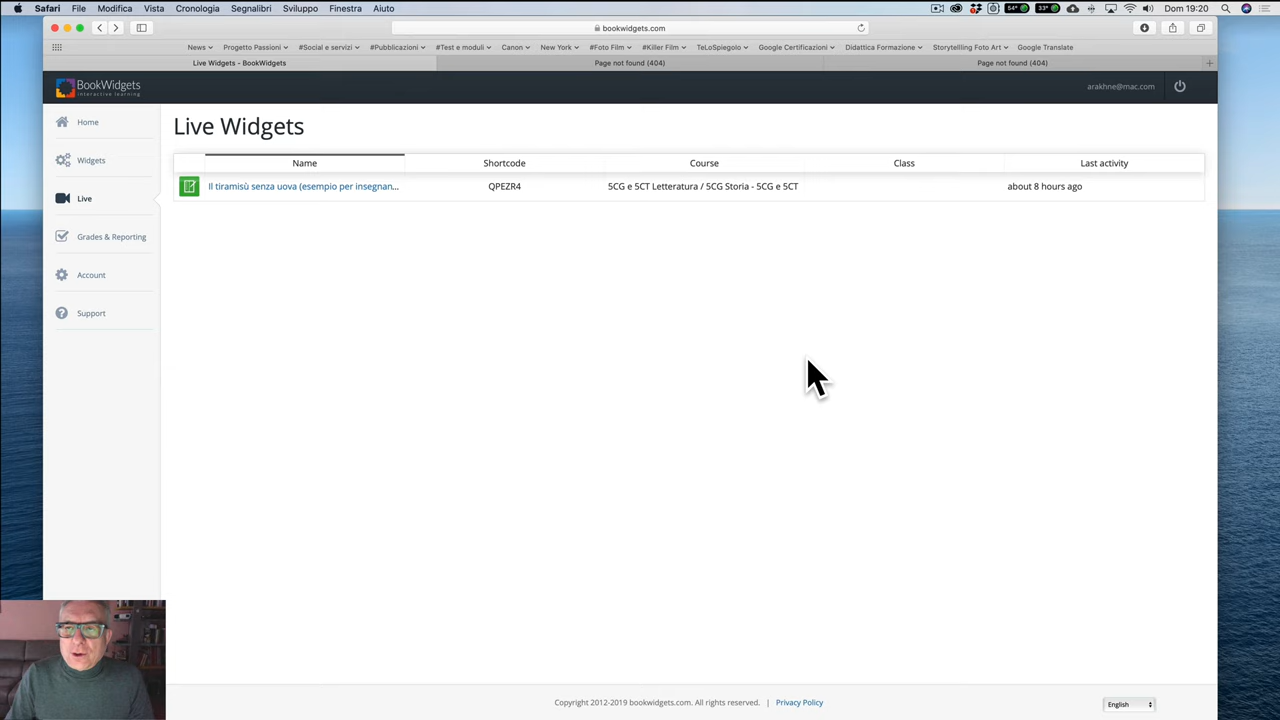 Safari File Modifica Vista Cronologia Segnalibri Sviluppo Finestra Aiuto 54° 33° Dom 19:20
bookwidgets.com
News Progetto Passioni #Social e servizi #Pubblicazioni #Test e moduli Canon New York #Foto Film #Killer Film TeLoSpiegolo Google Certificazioni Didattica Formazione Storytelling Foto Art Google Translate
Live Widgets - BookWidgets Page not found (404) Page not found (404)
BookWidgets
interactive learning
arakhne@mac.com
Home
Widgets
Live
Grades & Reporting
Account
Support
Live Widgets
Name Shortcode Course Class Last activity
Il tiramisù senza uova (esempio per insegnan... QPEZR4 5CG e 5CT Letteratura / 5CG Storia - 5CG e 5CT about 8 hours ago
Copyright 2012-2019 bookwidgets.com. All rights reserved. | Privacy Policy
English